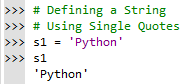 >>> # Defining a String
>>> # Using Single Quotes
>>> s1 = 'Python'
>>> s1
'Python'